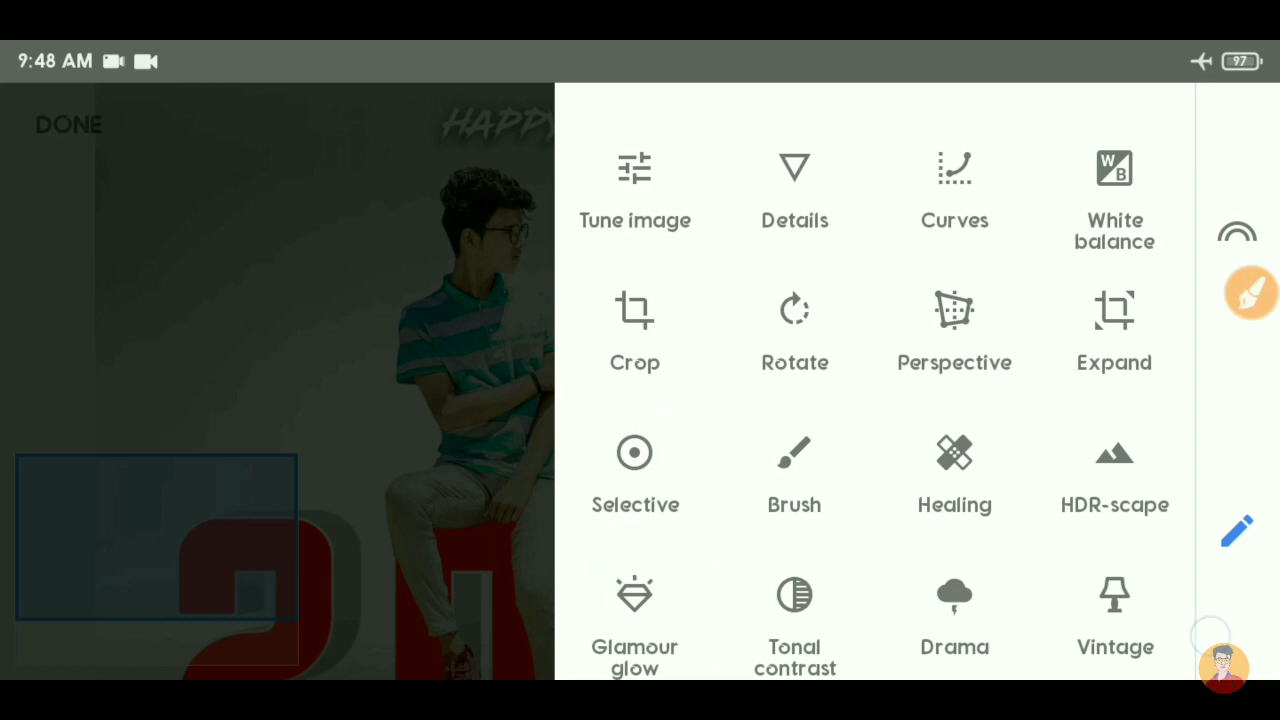 9:48 AM
97
DONE
HAPPY
Tune image
Details
Curves
W
B
White
balance
Crop
Rotate
Perspective
Expand
Selective
Brush
Healing
HDR-scape
Glamour
glow
Tonal
contrast
Drama
Vintage